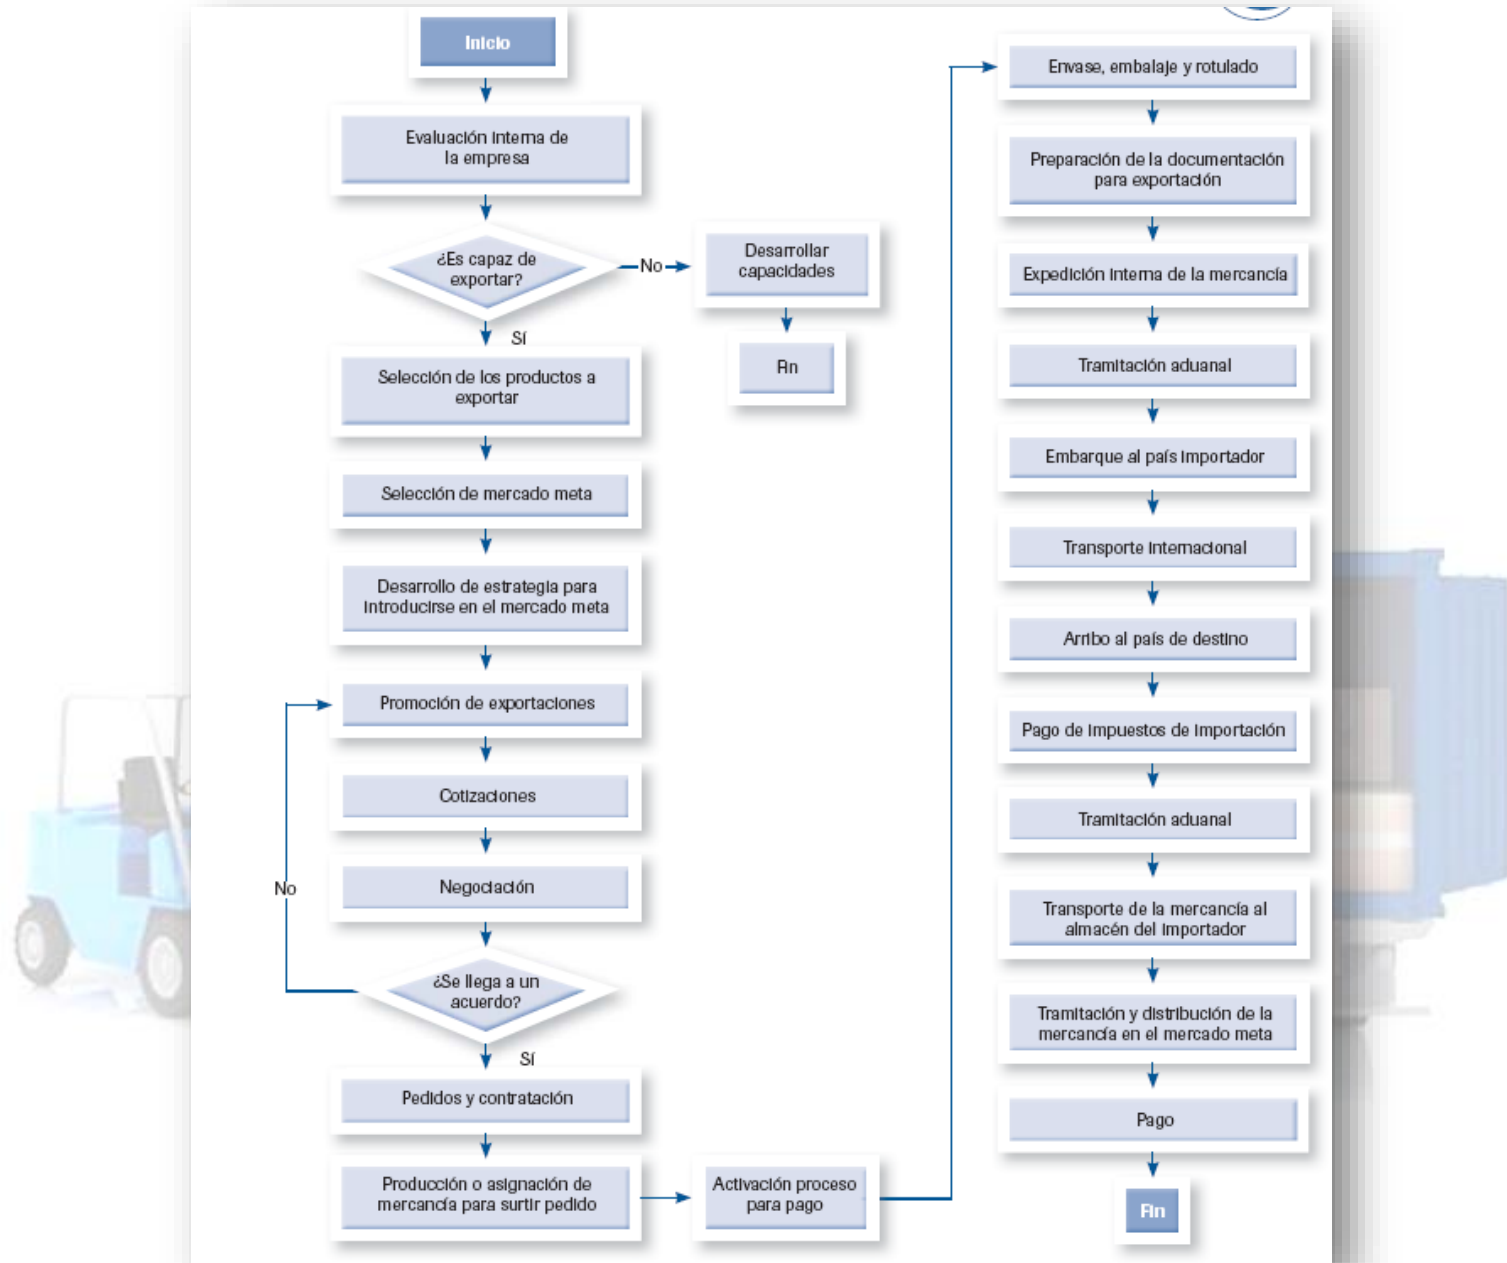 Inicio
Evaluación interna de
la empresa
¿Es capaz de
exportar?
No
Desarrollar
capacidades
Fin
Sí
Selección de los productos a
exportar
Selección de mercado meta
Desarrollo de estrategia para
introducirse en el mercado meta
Promoción de exportaciones
Cotizaciones
Negociación
No
¿Se llega a un
acuerdo?
Sí
Pedidos y contratación
Producción o asignación de
mercancía para surtir pedido
Activación proceso
para pago
Envase, embalaje y rotulado
Preparación de la documentación
para exportación
Expedición interna de la mercancía
Tramitación aduanal
Embarque al país importador
Transporte internacional
Arribo al país de destino
Pago de impuestos de importación
Tramitación aduanal
Transporte de la mercancía al
almacén del importador
Tramitación y distribución de la
mercancía en el mercado meta
Pago
Fin